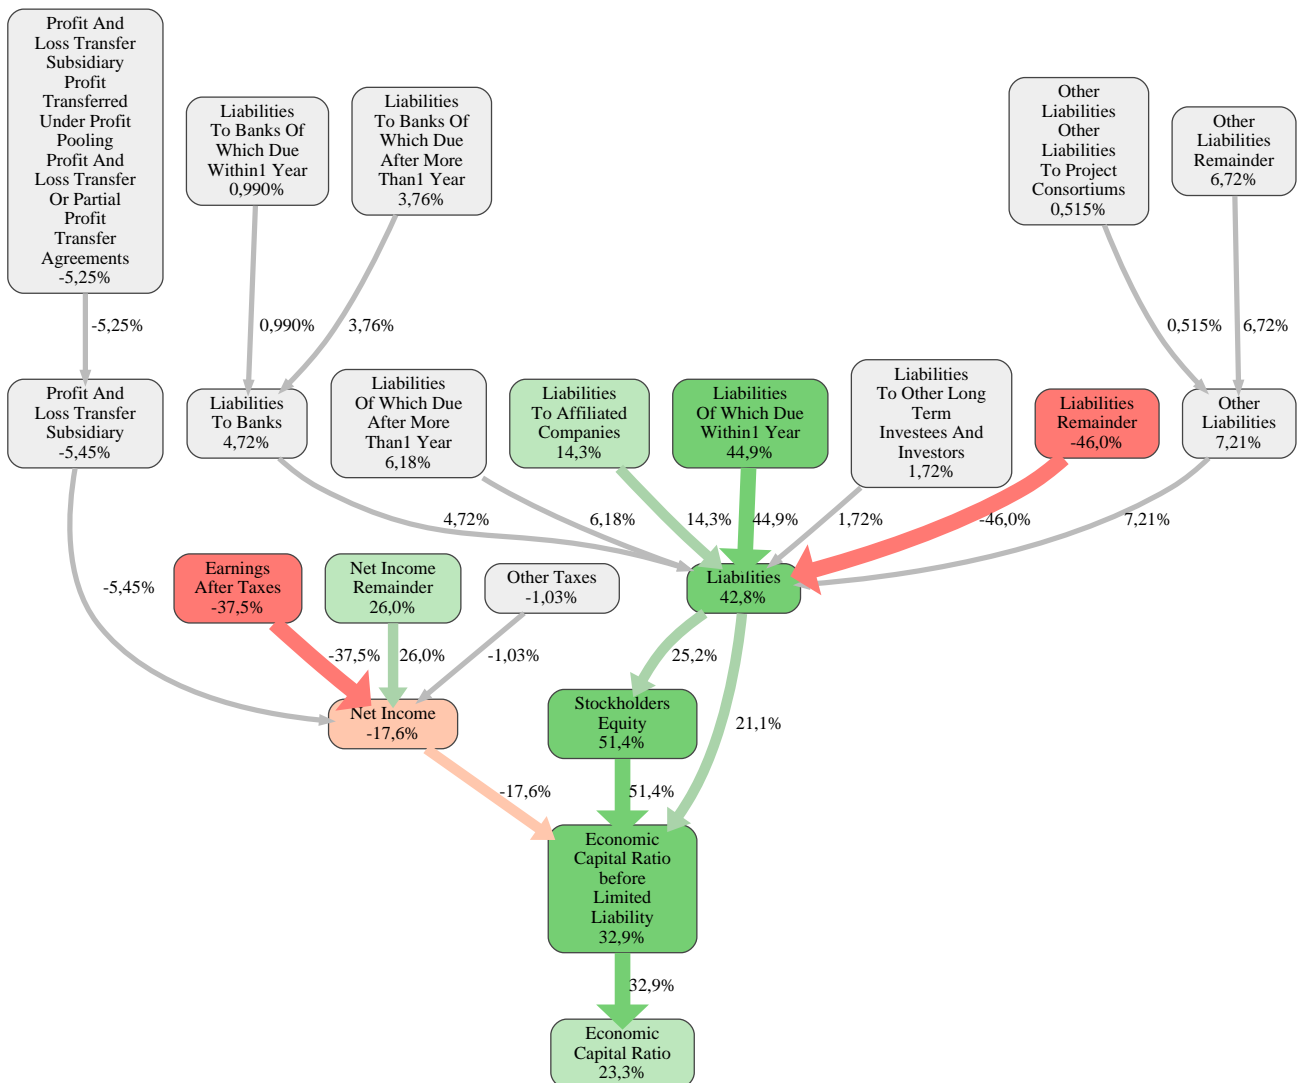 Profit And
Loss Transfer
Subsidiary
Profit
Transferred
Under Profit
Pooling
Profit And
Loss Transfer
Or Partial
Profit
Transfer
Agreements
-5,25%
Liabilities
To Banks Of
Which Due
Within1 Year
0,990%
Liabilities
To Banks Of
Which Due
After More
Than1 Year
3,76%
Other
Liabilities
Other
Liabilities
To Project
Consortiums
0,515%
Other
Liabilities
Remainder
6,72%
-5,25%
0,990%
3,76%
0,515%
6,72%
Profit And
Loss Transfer
Subsidiary
-5,45%
Liabilities
To Banks
4,72%
Liabilities
Of Which Due
After More
Than1 Year
6,18%
Liabilities
To Affiliated
Companies
14,3%
Liabilities
Of Which Due
Within1 Year
44,9%
Liabilities
To Other Long
Term
Investees And
Investors
1,72%
Liabilities
Remainder
-46,0%
Other
Liabilities
7,21%
4,72%
6,18%
14,3%
44,9%
1,72%
-46,0%
7,21%
-5,45%
Earnings
After Taxes
-37,5%
Net Income
Remainder
26,0%
Other Taxes
-1,03%
Liabilities
42,8%
-37,5%
26,0%
-1,03%
25,2%
21,1%
Net Income
-17,6%
Stockholders
Equity
51,4%
-17,6%
51,4%
Economic
Capital Ratio
before
Limited
Liability
32,9%
32,9%
Economic
Capital Ratio
23,3%